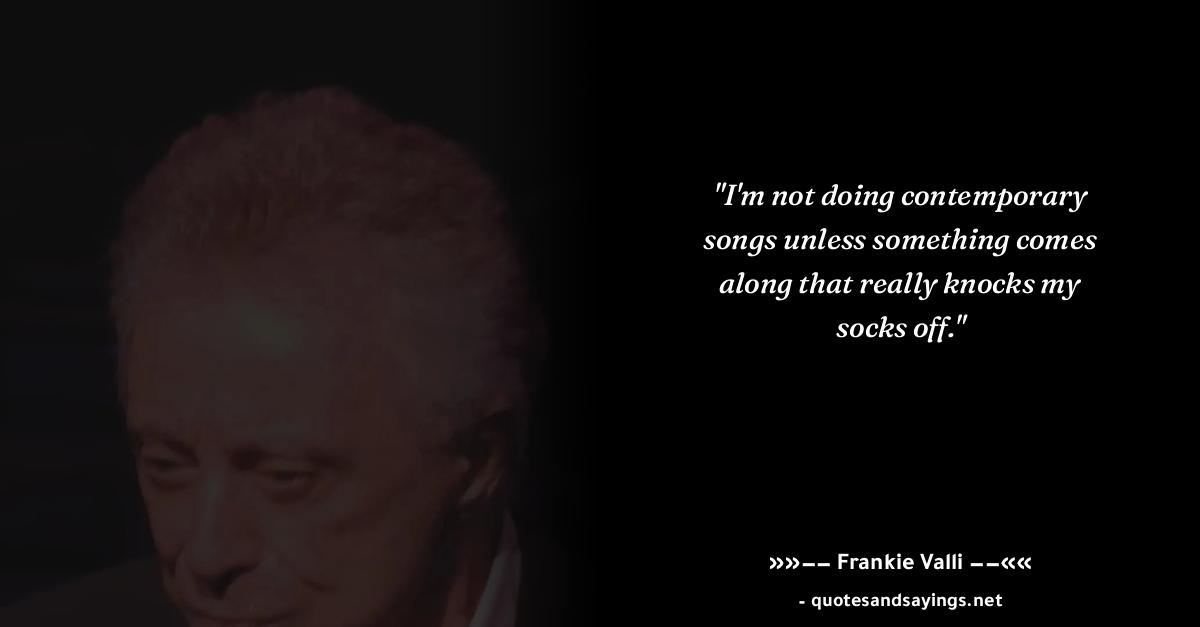 "I'm not doing contemporary
songs unless something comes
along that really knocks my
socks off."
»»−− Frankie Valli −−««
- quotesandsayings.net